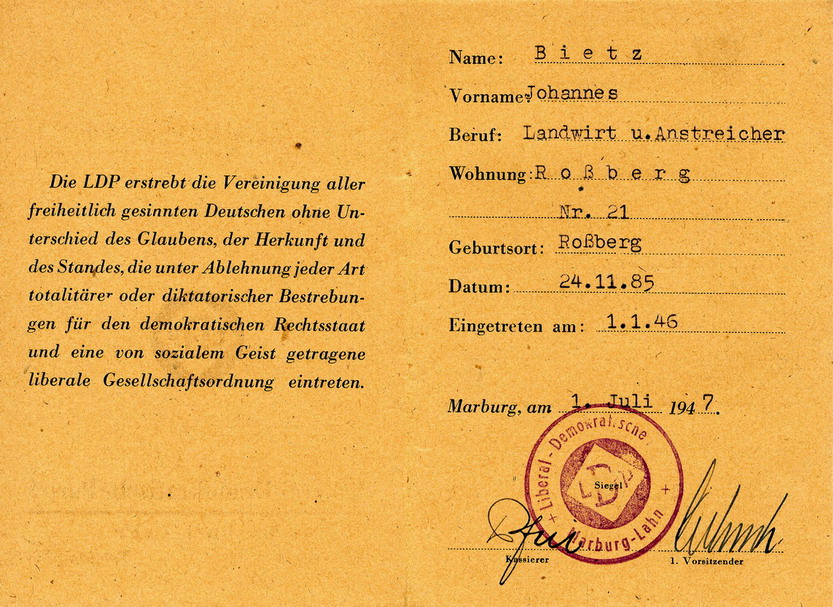 Die LDP erstrebt die Vereinigung aller
freiheitlich gesinnten Deutschen ohne Un-
terschied des Glaubens, der Herkunft und
des Standes, die unter Ablehnung jeder Art
totalitärer oder diktatorischer Bestrebun-
gen für den demokratischen Rechtsstaat
und eine von sozialem Geist getragene
liberale Gesellschaftsordnung eintreten.
Name: Bietz
Vorname: Johannes
Beruf: Landwirt u.Anstreicher
Wohnung: Roßberg
Nr. 21
Geburtsort: Roßberg
Datum: 24.11.85
Eingetreten am: 1.1.46
Marburg, am 1. Juli 1947.
+ Liberal-Demokratische +
LDP
Siegel
Marburg-Lahn
Kassierer
1. Vorsitzender